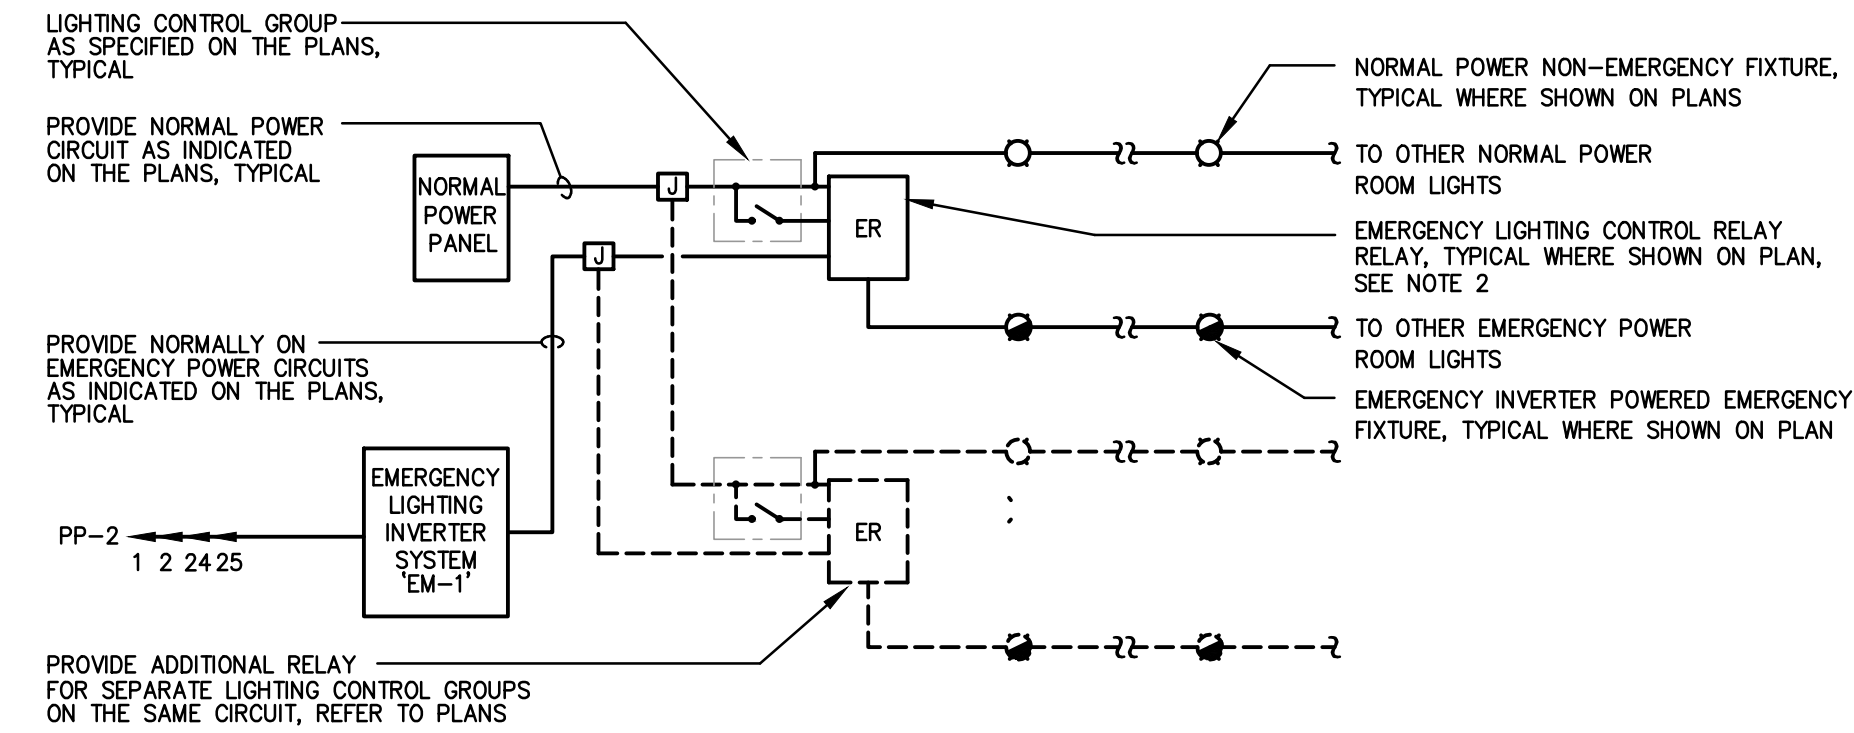 LIGHTING CONTROL GROUP
AS SPECIFIED ON THE PLANS,
TYPICAL
PROVIDE NORMAL POWER
CIRCUIT AS INDICATED
ON THE PLANS, TYPICAL
NORMAL
POWER
PANEL
J
J
ER
NORMAL POWER NON-EMERGENCY FIXTURE,
TYPICAL WHERE SHOWN ON PLANS
TO OTHER NORMAL POWER
ROOM LIGHTS
EMERGENCY LIGHTING CONTROL RELAY
RELAY, TYPICAL WHERE SHOWN ON PLAN,
SEE NOTE 2
TO OTHER EMERGENCY POWER
ROOM LIGHTS
EMERGENCY INVERTER POWERED EMERGENCY
FIXTURE, TYPICAL WHERE SHOWN ON PLAN
PROVIDE NORMALLY ON
EMERGENCY POWER CIRCUITS
AS INDICATED ON THE PLANS,
TYPICAL
EMERGENCY
LIGHTING
INVERTER
SYSTEM
'EM-1'
PP-2
1 2 24 25
ER
PROVIDE ADDITIONAL RELAY
FOR SEPARATE LIGHTING CONTROL GROUPS
ON THE SAME CIRCUIT, REFER TO PLANS